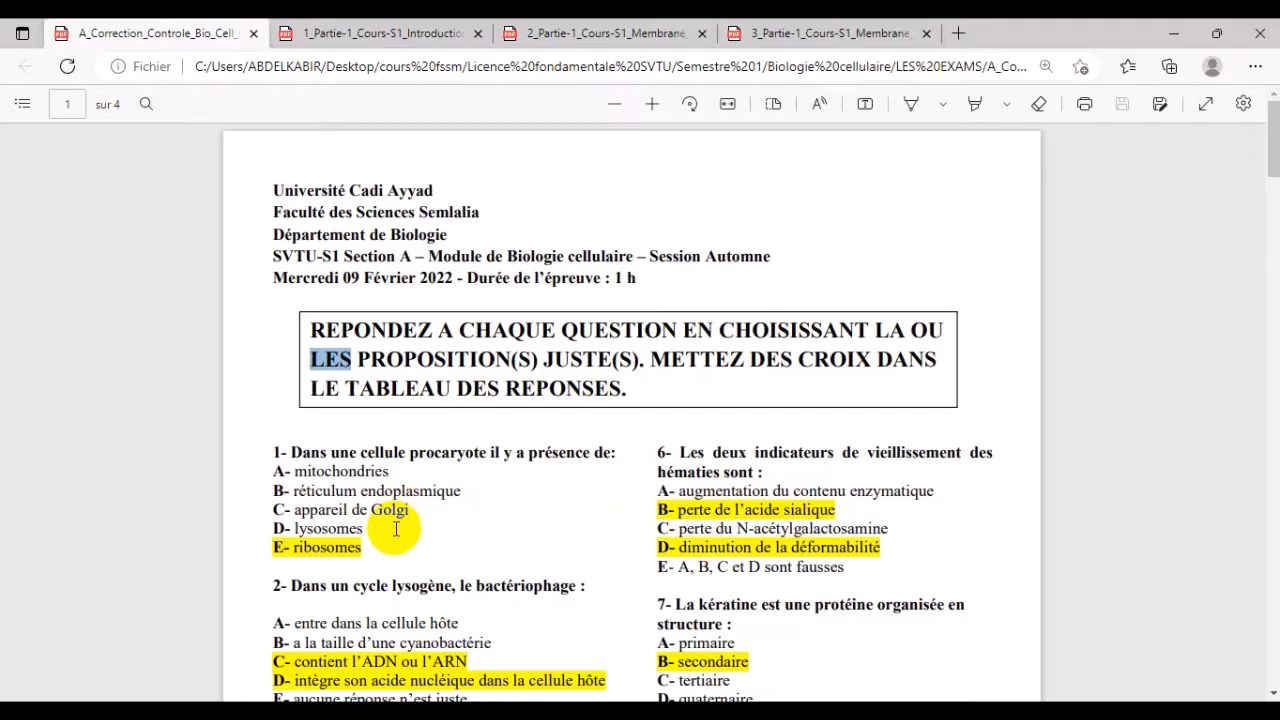 A_Correction_Controle_Bio_Cell_
1_Partie-1_Cours-S1_Introductio
2_Partie-1_Cours-S1_Membrane_
3_Partie-1_Cours-S1_Membrane_
Fichier
C:/Users/ABDELKABIR/Desktop/cours%20fssm/Licence%20fondamentale%20SVTU/Semestre%201/Biologie%20cellulaire/LES%20EXAMS/A_Co...
1
sur 4
Université Cadi Ayyad
Faculté des Sciences Semlalia
Département de Biologie
SVTU-S1 Section A – Module de Biologie cellulaire – Session Automne
Mercredi 09 Février 2022 - Durée de l'épreuve : 1 h
REPONDEZ A CHAQUE QUESTION EN CHOISISSANT LA OU
LES PROPOSITION(S) JUSTE(S). METTEZ DES CROIX DANS
LE TABLEAU DES REPONSES.
1- Dans une cellule procaryote il y a présence de:
A- mitochondries
B- réticulum endoplasmique
C- appareil de Golgi
D- lysosomes
E- ribosomes
2- Dans un cycle lysogène, le bactériophage :
A- entre dans la cellule hôte
B- a la taille d'une cyanobactérie
C- contient l'ADN ou l'ARN
D- intègre son acide nucléique dans la cellule hôte
E- aucune réponse n'est juste
6- Les deux indicateurs de vieillissement des
hématies sont :
A- augmentation du contenu enzymatique
B- perte de l'acide sialique
C- perte du N-acétylgalactosamine
D- diminution de la déformabilité
E- A, B, C et D sont fausses
7- La kératine est une protéine organisée en
structure :
A- primaire
B- secondaire
C- tertiaire
D- quaternaire